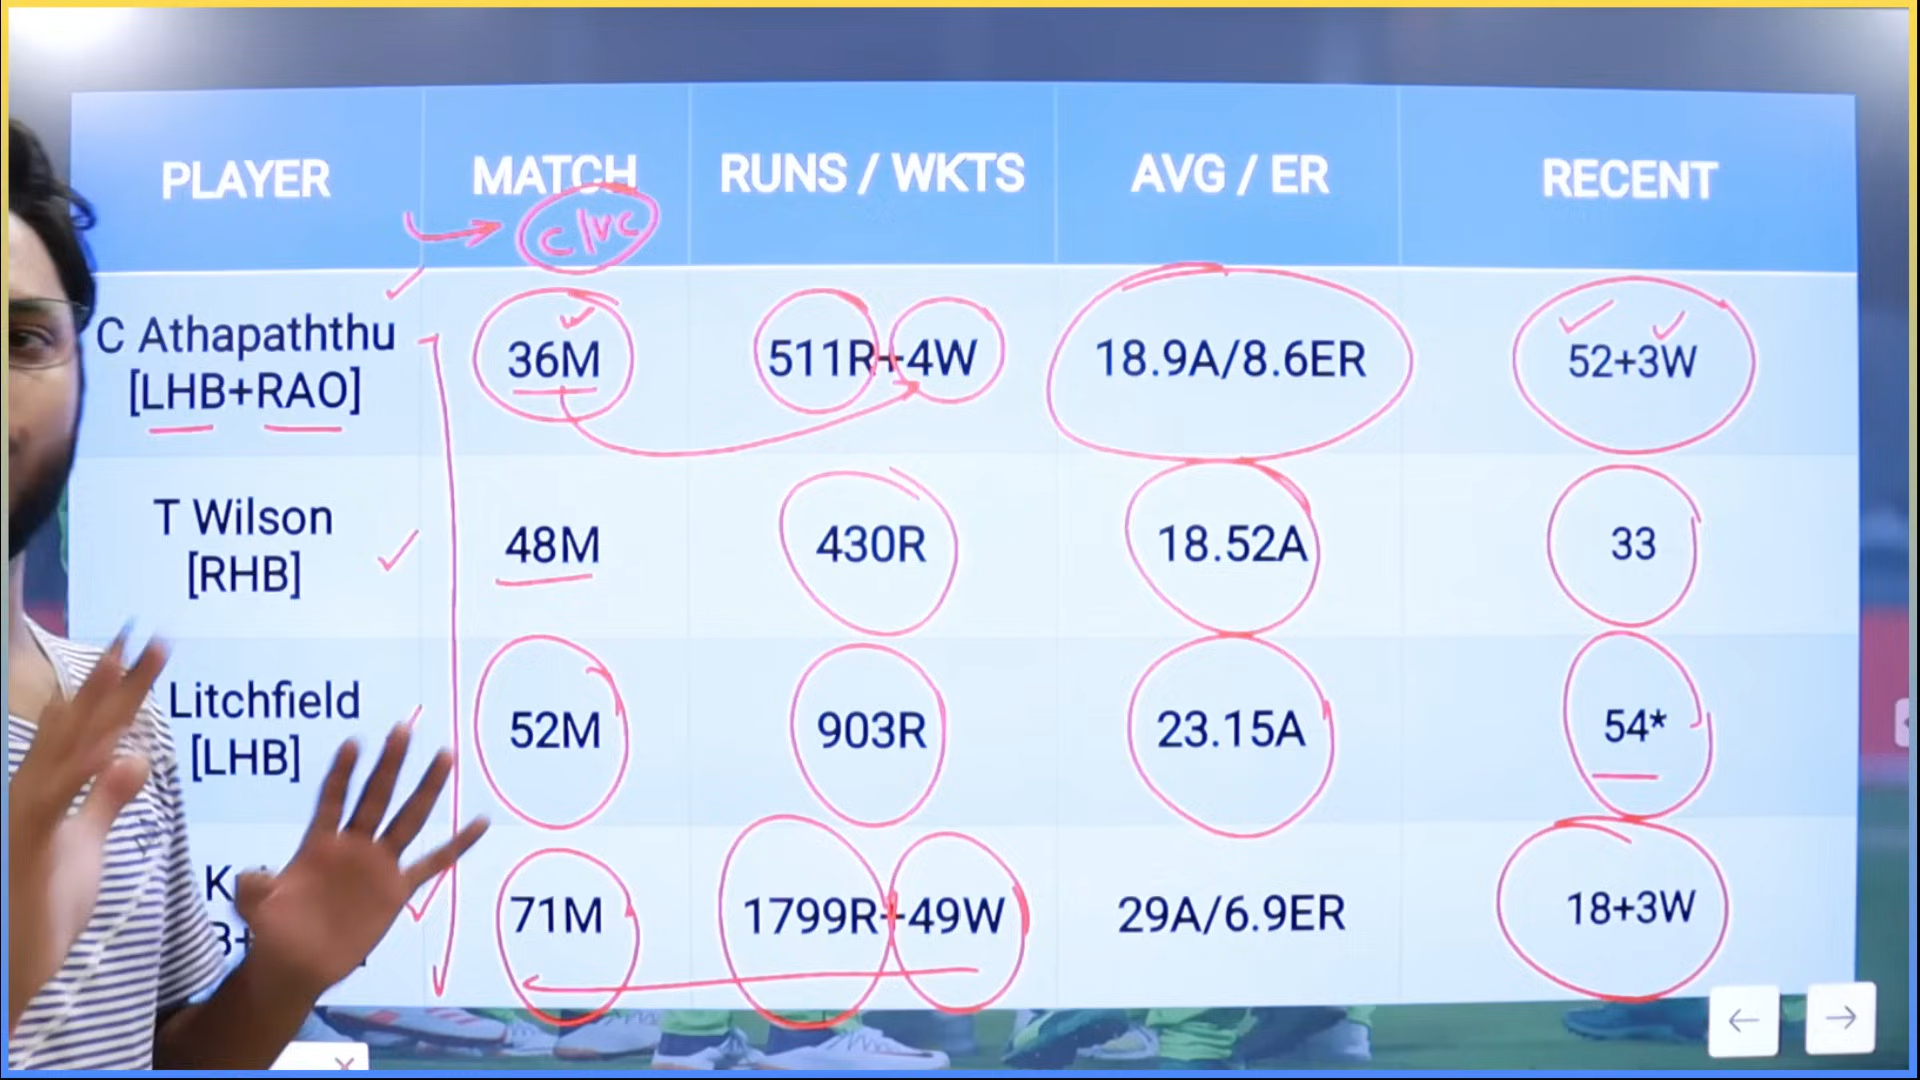 PLAYER MATCH RUNS / WKTS AVG / ER RECENT
c/vc
C Athapaththu
[LHB+RAO]
36M 511R+4W 18.9A/8.6ER 52+3W
T Wilson
[RHB]
48M 430R 18.52A 33
Litchfield
[LHB]
52M 903R 23.15A 54*
71M 1799R+49W 29A/6.9ER 18+3W